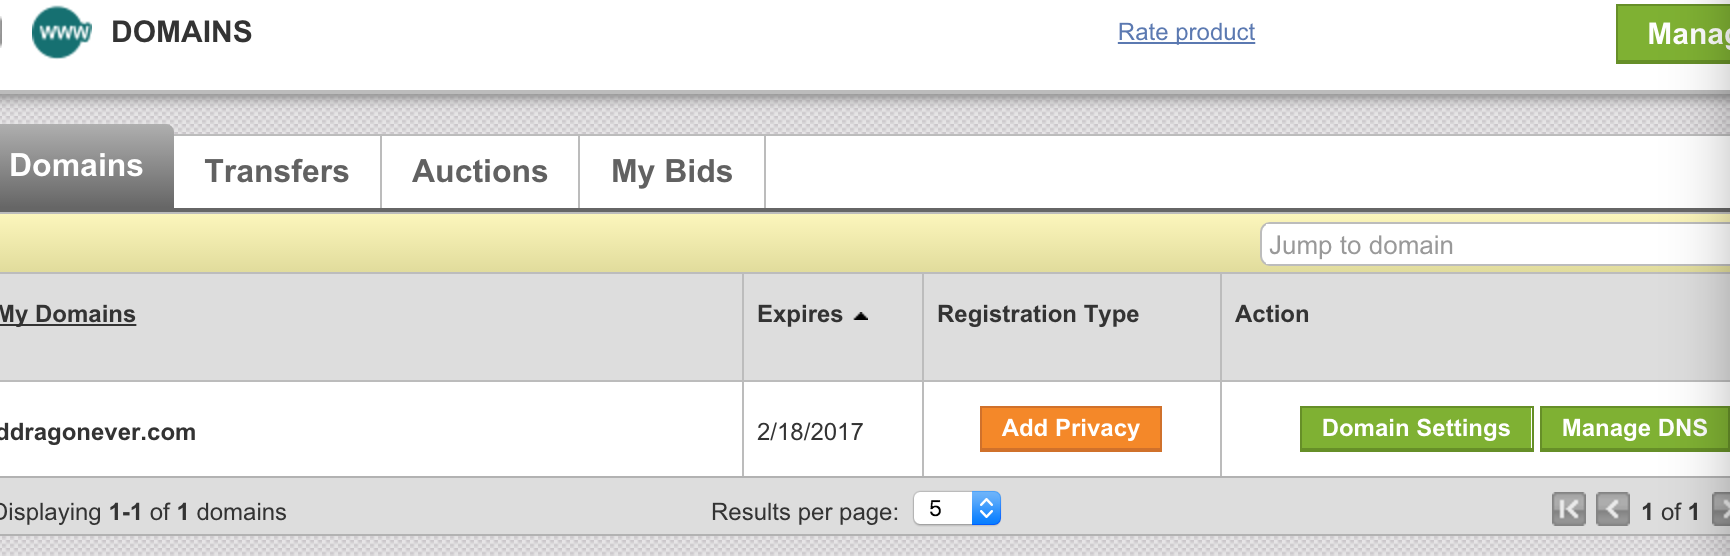 www DOMAINS Rate product
Domains Transfers Auctions My Bids
Jump to domain
My Domains Expires Registration Type Action
ddragonever.com 2/18/2017 Add Privacy Domain Settings Manage DNS
Displaying 1-1 of 1 domains Results per page: 5 1 of 1